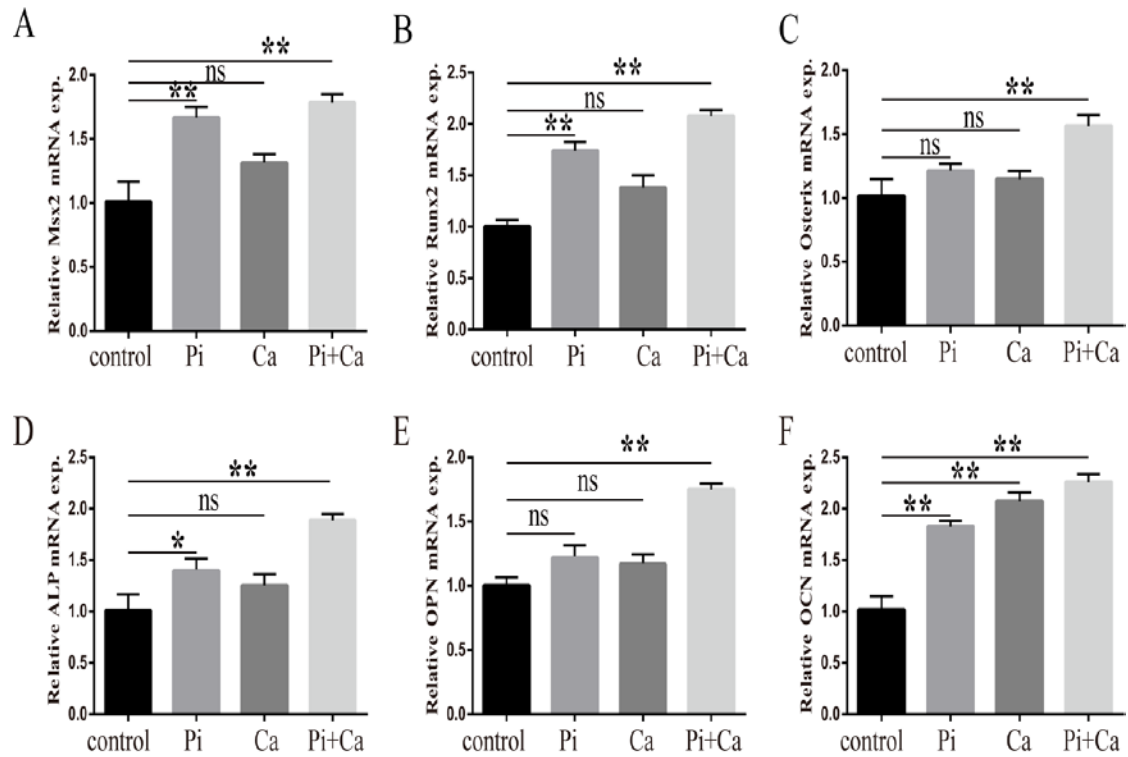 A
Relative Msx2 mRNA exp.
2.0
1.5
1.0
0.5
0.0
**
ns
**
control Pi Ca Pi+Ca
B
Relative Runx2 mRNA exp.
2.5
2.0
1.5
1.0
0.5
0.0
**
ns
**
control Pi Ca Pi+Ca
C
Relative Osterix mRNA exp.
2.0
1.5
1.0
0.5
0.0
**
ns
ns
control Pi Ca Pi+Ca
D
Relative ALP mRNA exp.
2.5
2.0
1.5
1.0
0.5
0.0
**
ns
*
control Pi Ca Pi+Ca
E
Relative OPN mRNA exp.
2.0
1.5
1.0
0.5
0.0
**
ns
ns
control Pi Ca Pi+Ca
F
Relative OCN mRNA exp.
2.5
2.0
1.5
1.0
0.5
0.0
**
**
**
control Pi Ca Pi+Ca